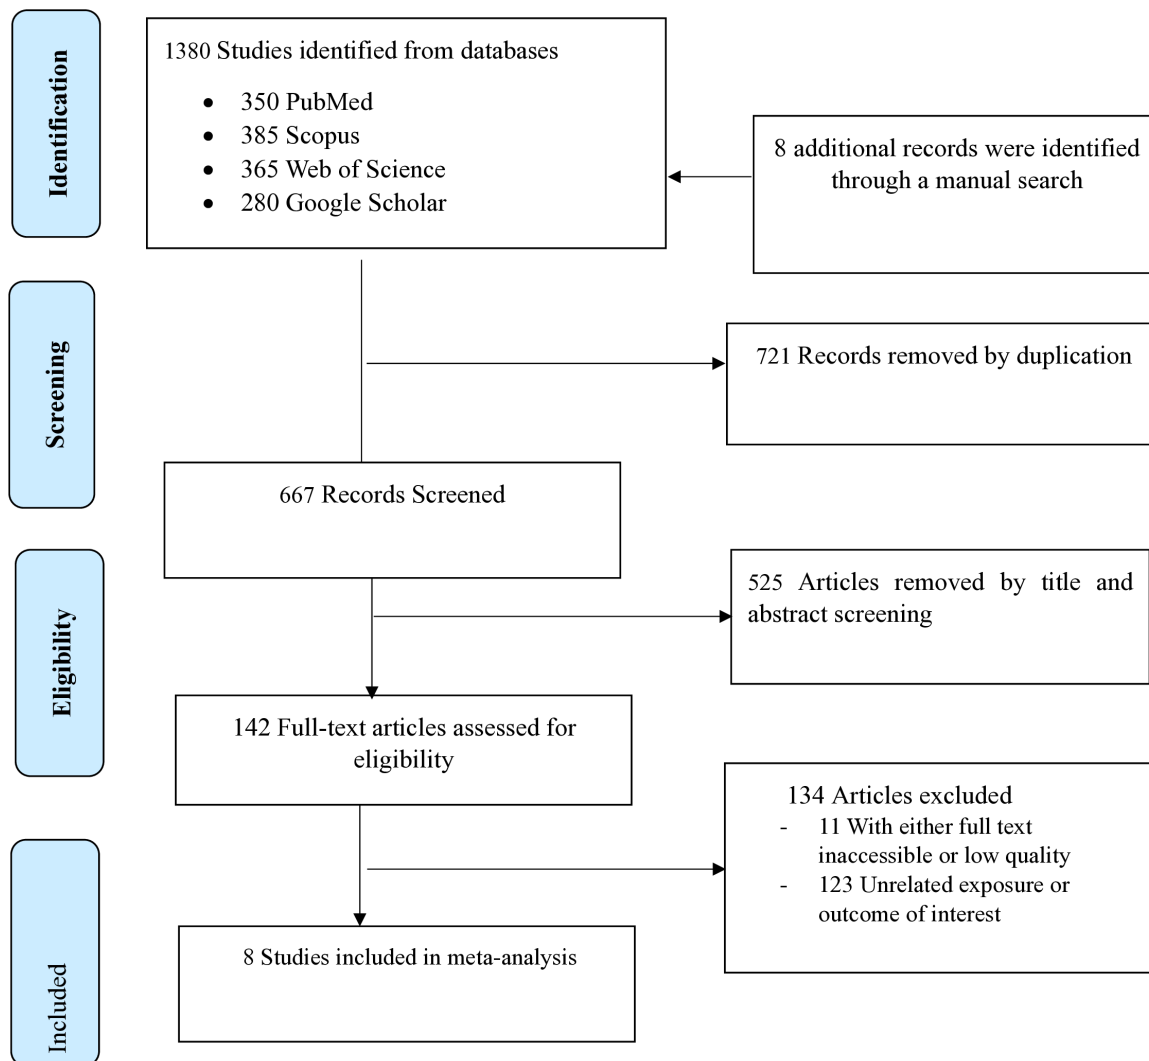 Identification
1380 Studies identified from databases
• 350 PubMed
• 385 Scopus
• 365 Web of Science
• 280 Google Scholar
8 additional records were identified
through a manual search
Screening
721 Records removed by duplication
667 Records Screened
Eligibility
525 Articles removed by title and
abstract screening
142 Full-text articles assessed for
eligibility
134 Articles excluded
- 11 With either full text
inaccessible or low quality
- 123 Unrelated exposure or
outcome of interest
Included
8 Studies included in meta-analysis